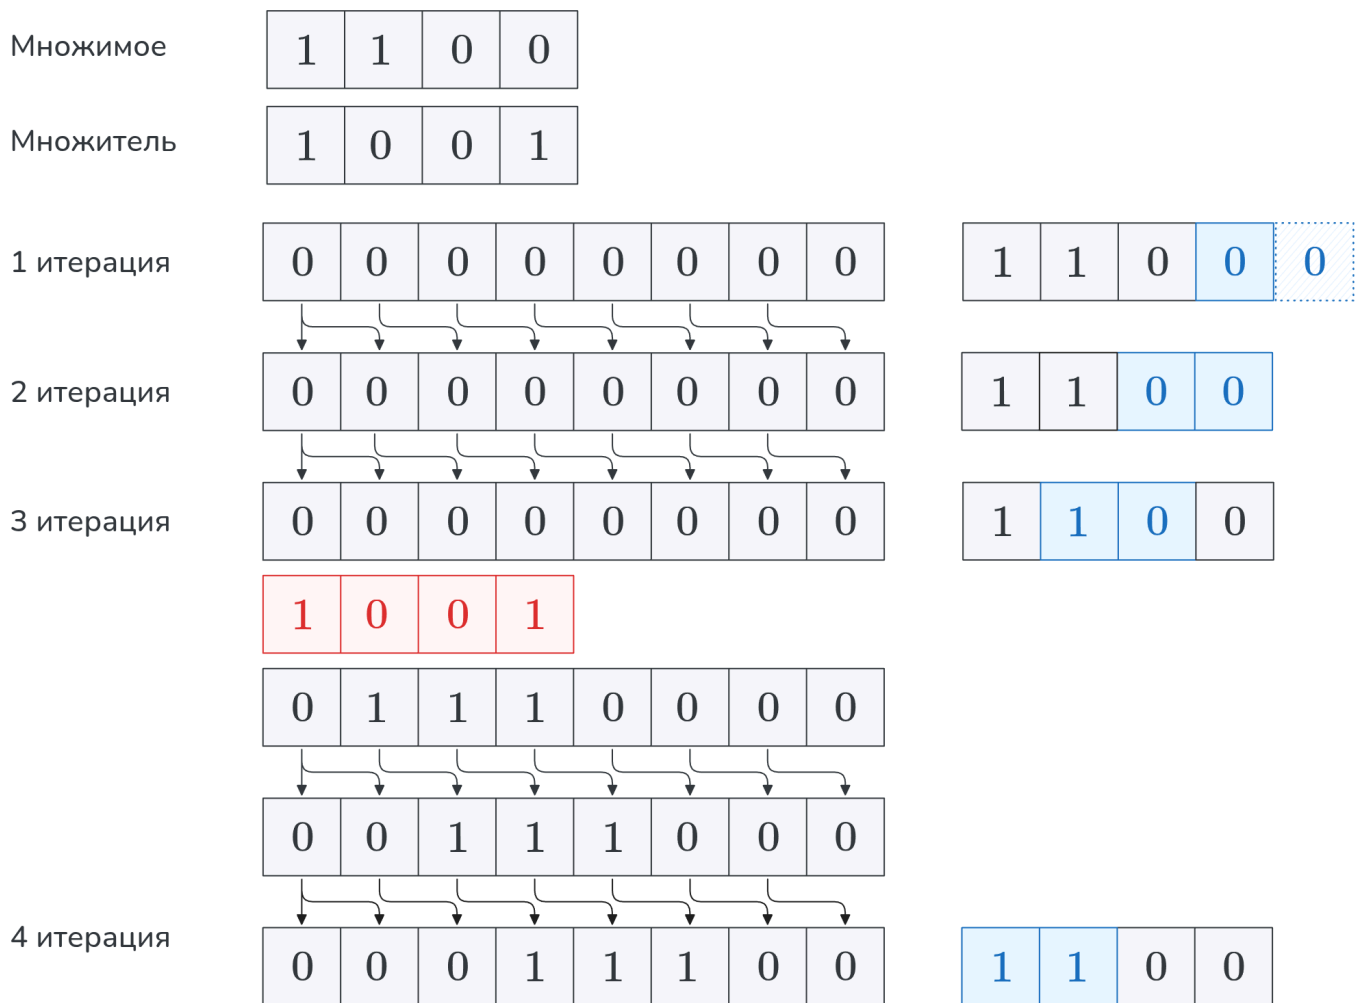 Множимое 1 1 0 0
Множитель 1 0 0 1
1 итерация 0 0 0 0 0 0 0 0 1 1 0 0 0
2 итерация 0 0 0 0 0 0 0 0 1 1 0 0
3 итерация 0 0 0 0 0 0 0 0 1 1 0 0
1 0 0 1
0 1 1 1 0 0 0 0
0 0 1 1 1 0 0 0
4 итерация 0 0 0 1 1 1 0 0 1 1 0 0